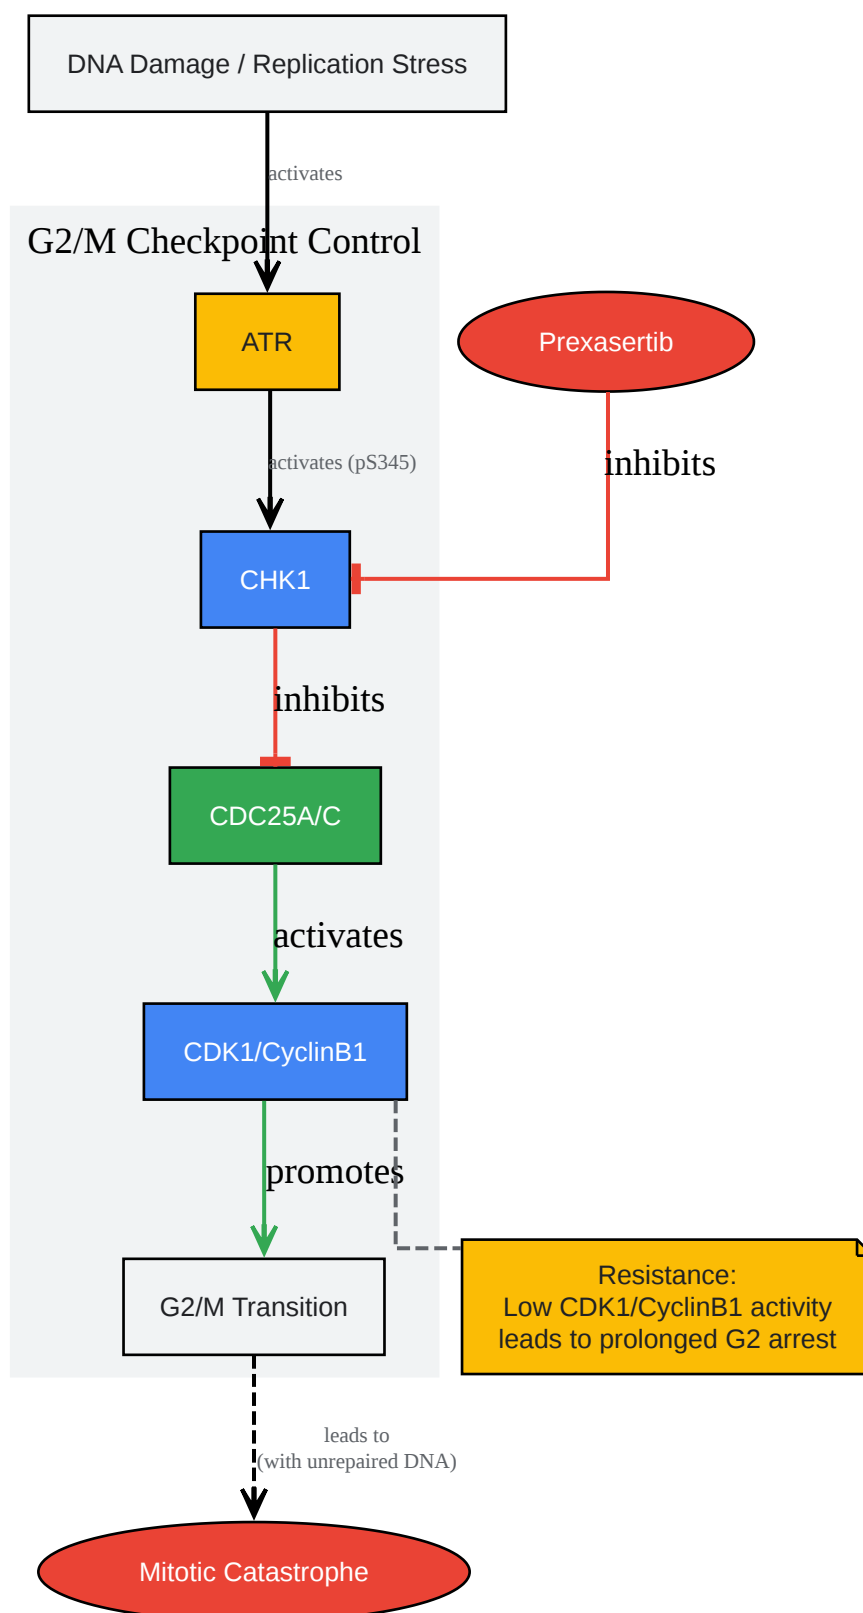 DNA Damage / Replication Stress
activates
G2/M Checkpoint Control
ATR
Prexasertib
activates (pS345)
inhibits
CHK1
inhibits
CDC25A/C
activates
CDK1/CyclinB1
promotes
Resistance:
Low CDK1/CyclinB1 activity
leads to prolonged G2 arrest
G2/M Transition
leads to
(with unrepaired DNA)
Mitotic Catastrophe